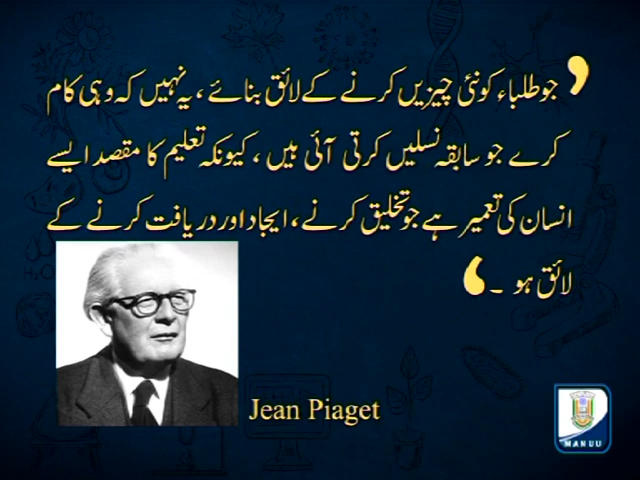 ’جو طلباء کو نئی چیزیں کرنے کے لائق بنائے ، یہ نہیں کہ وہی کام
کرے جو سابقہ نسلیں کرتی آئی ہیں ، کیونکہ تعلیم کا مقصد ایسے
انسان کی تعمیر ہے جو تخلیق کرنے ، ایجاد اور دریافت کرنے کے
لائق ہو ۔‘
Jean Piaget
MANUU
H₂O